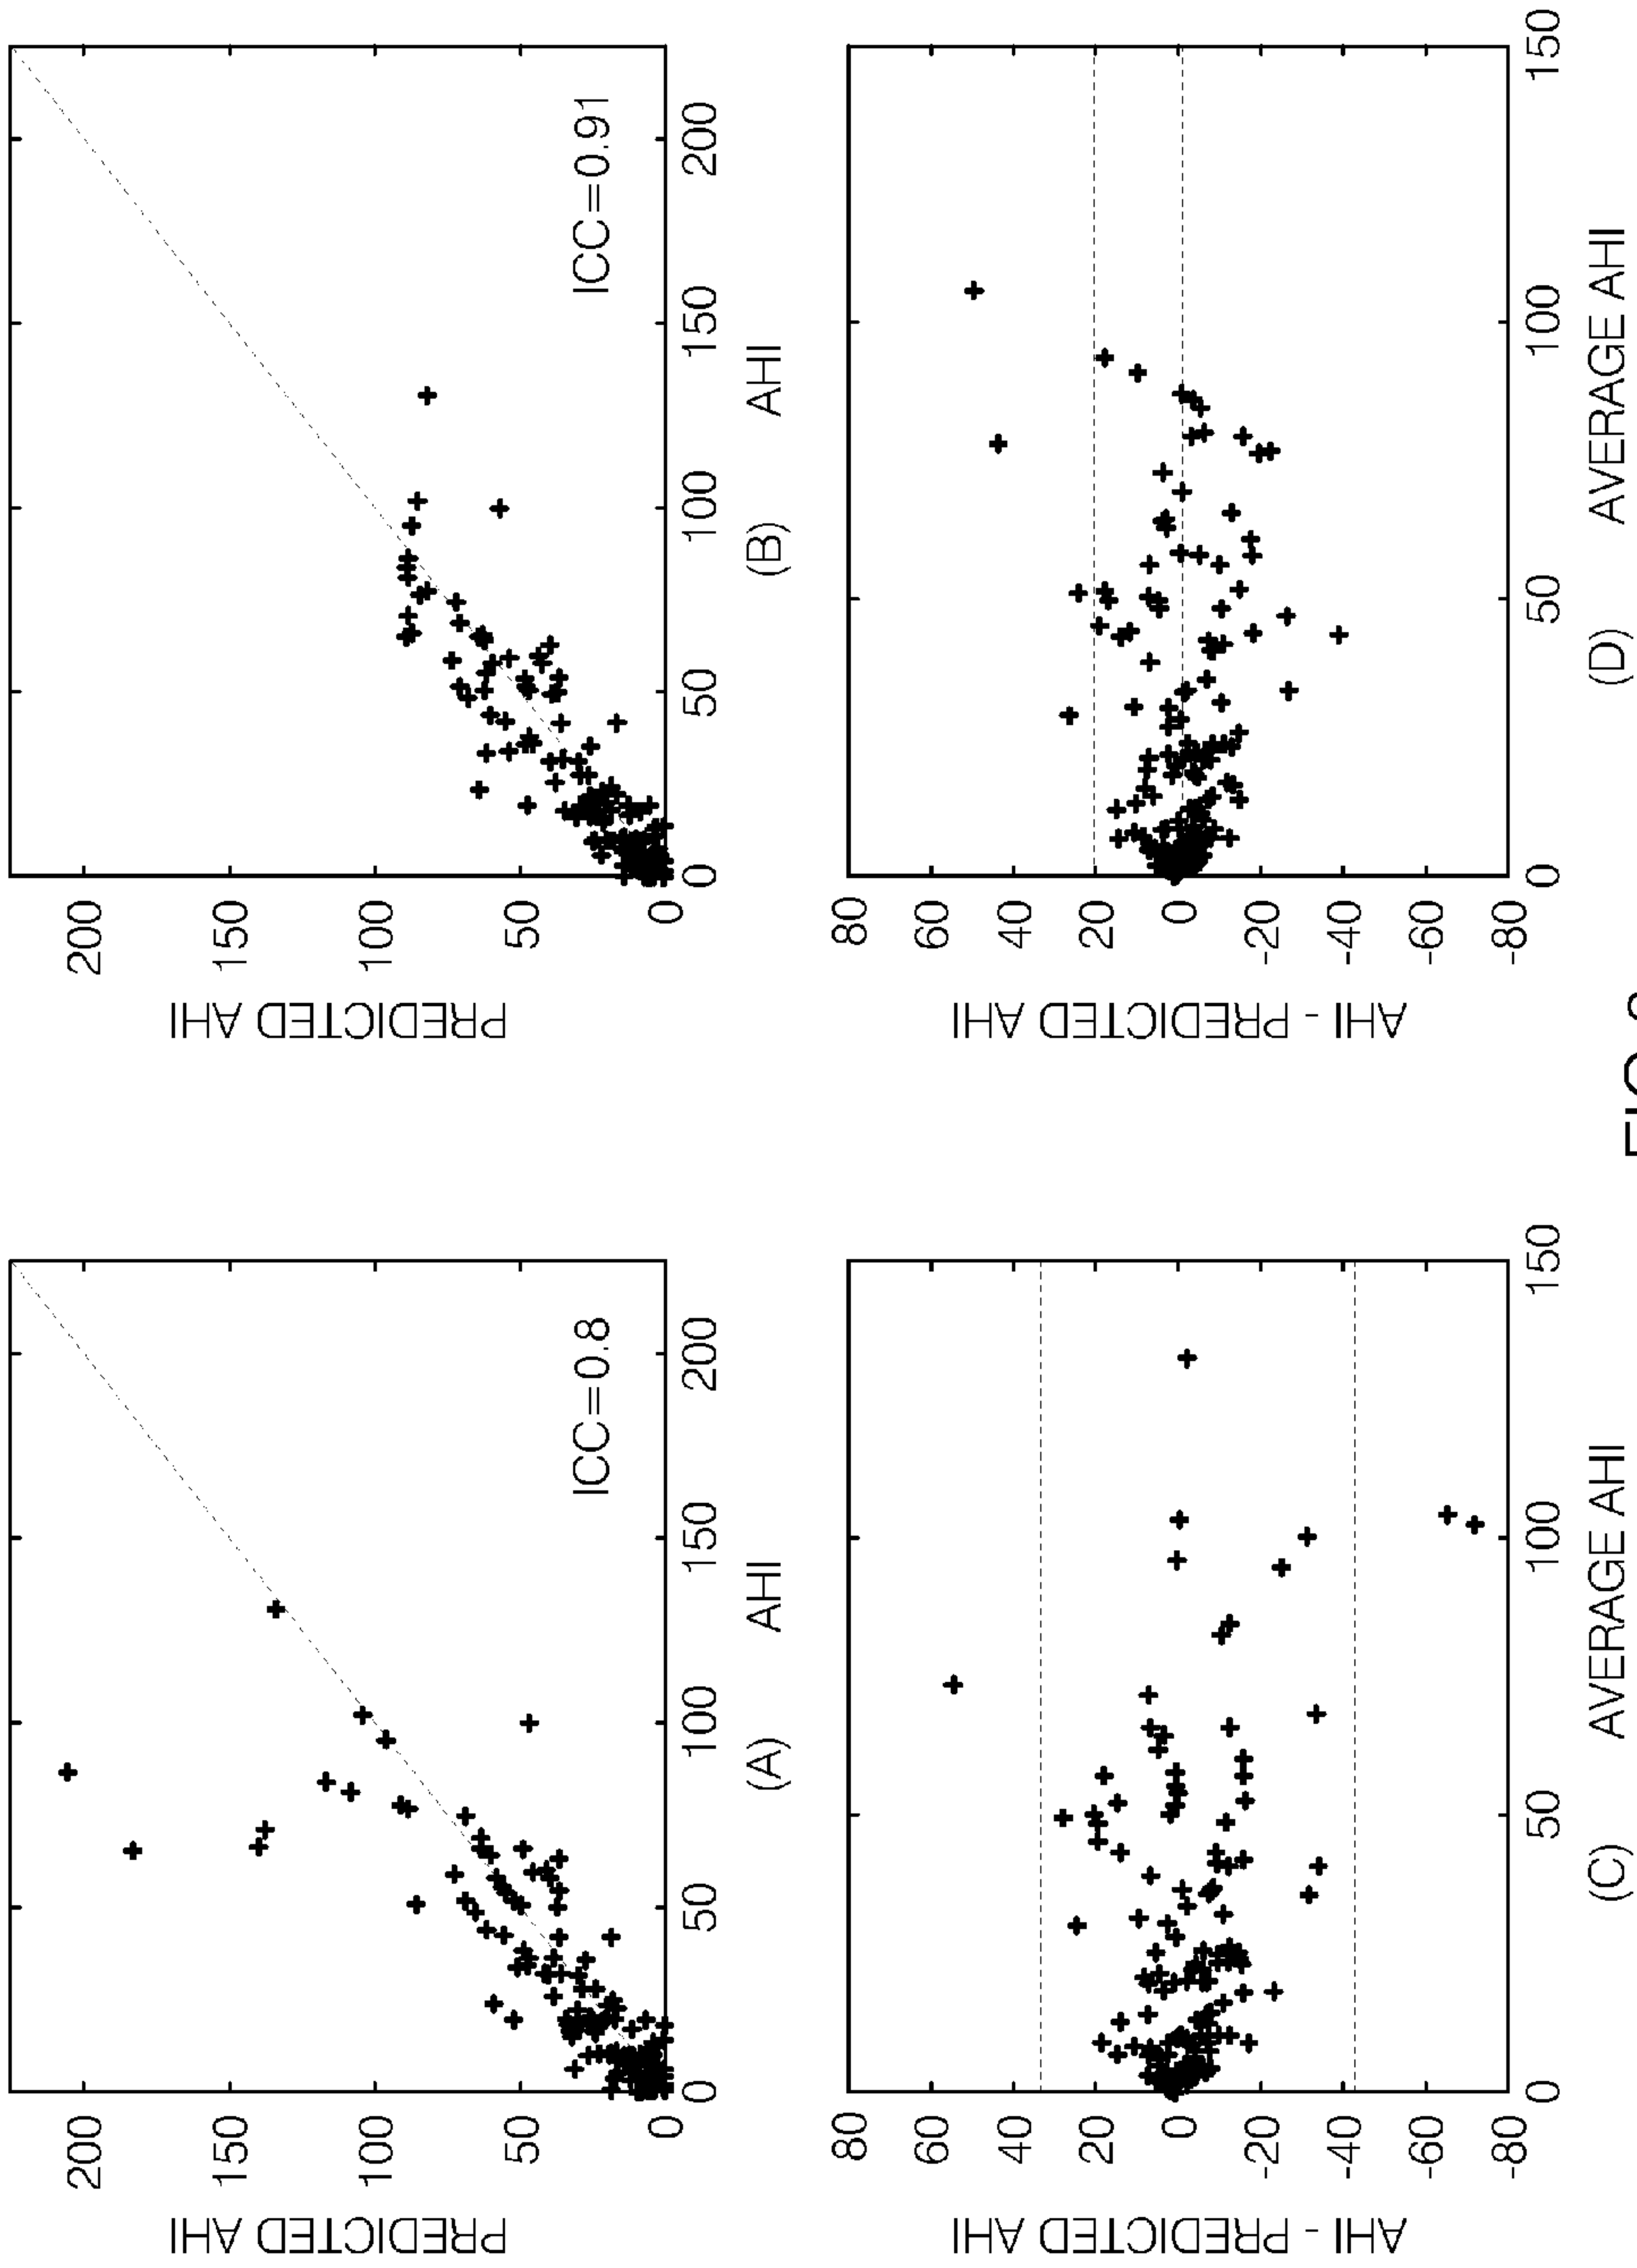 PREDICTED AHI
200
150
100
50
0
ICC=0.8
0 50 100 150 200
(A) AHI
PREDICTED AHI
200
150
100
50
0
ICC=0.91
0 50 100 150 200
(B) AHI
AHI - PREDICTED AHI
80
60
40
20
0
-20
-40
-60
-80
0 50 100 150
(C) AVERAGE AHI
AHI - PREDICTED AHI
80
60
40
20
0
-20
-40
-60
-80
0 50 100 150
(D) AVERAGE AHI
FIG